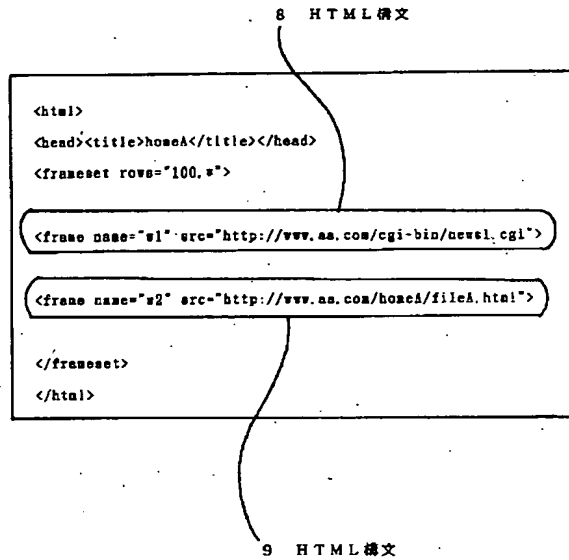 8 HTML構文
<html>
<head><title>homeA</title></head>
<frameset rows="100,*">
<frame name="w1" src="http://www.aa.com/cgi-bin/news1.cgi">
<frame name="w2" src="http://www.aa.com/homeA/fileA.html">
</frameset>
</html>
9 HTML構文